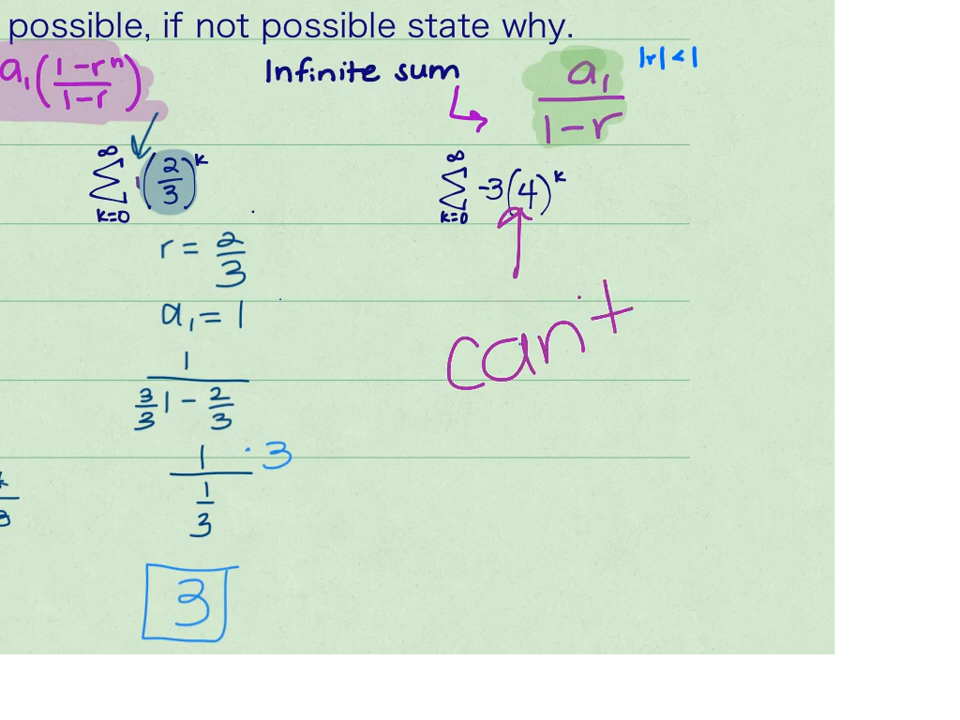 possible, if not possible state why.
a₁(1-rⁿ/1-r)
Infinite sum
a₁/1-r
|r|<1
∞
Σ 1(2/3)ᵏ
k=0
r = 2/3
a₁ = 1
1
3/3 1 - 2/3
1 · 3
1/3
3
∞
Σ -3(4)ᵏ
k=0
can't